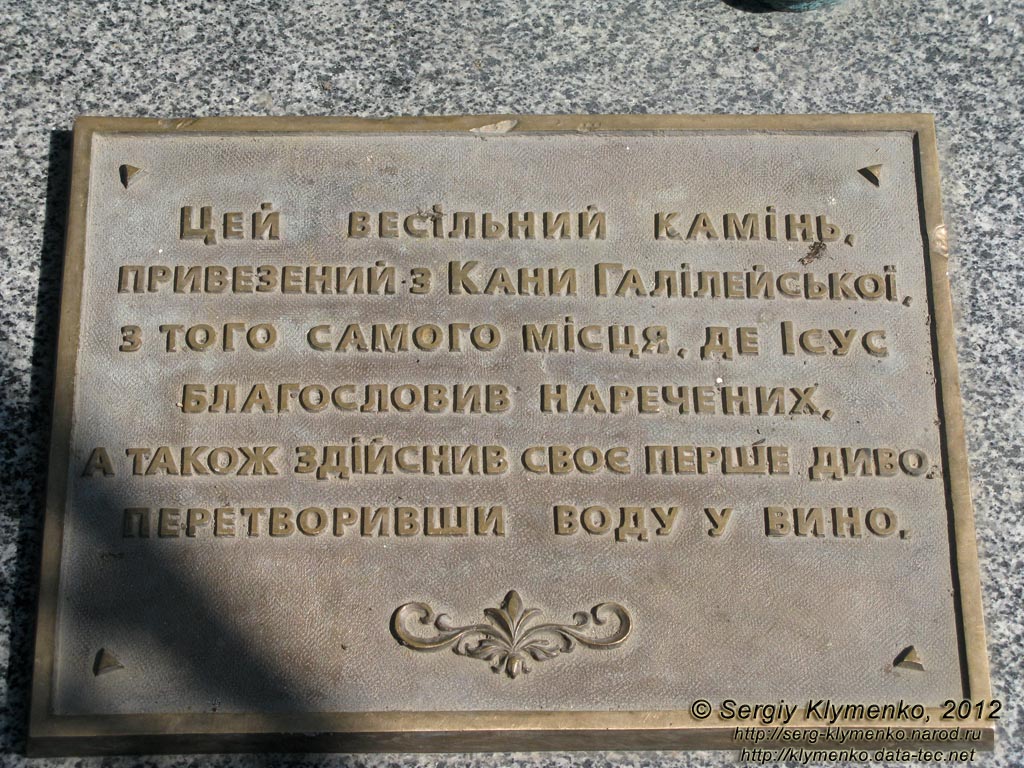 Цей весільний камінь,
привезений з Кани Галілейської,
з того самого місця, де Ісус
благословив наречених,
а також здійснив своє перше диво,
перетворивши воду у вино.
© Sergiy Klymenko, 2012
http://serg-klymenko.narod.ru
http://klymenko.data-tec.net